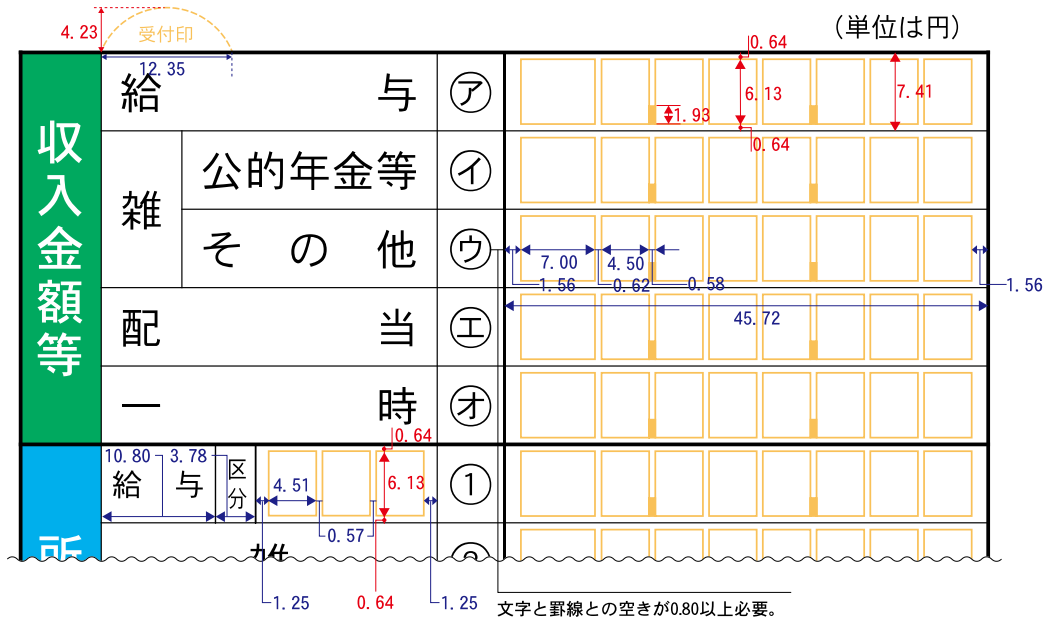 4.23
受付印
(単位は円)
12.35
0.64
給与
㋐
6.13
1.93
7.41
0.64
収入金額等
雑
公的年金等
㋑
その他
㋒
7.00
4.50
1.56
0.62
0.58
1.56
45.72
配当
㋓
一時
㋔
0.64
10.80
3.78
給与
区分
4.51
6.13
①
0.57
1.25
0.64
1.25
文字と罫線との空きが0.80以上必要。